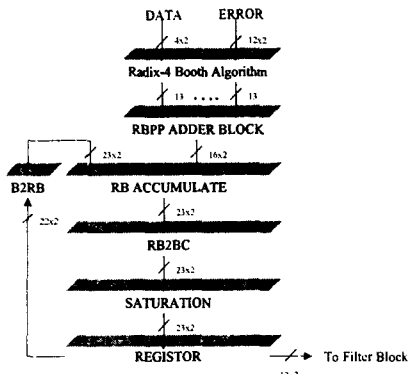 DATA ERROR
4x2 12x2
Radix-4 Booth Algorithm
13 .... 13
RBPP ADDER BLOCK
23x2 16x2
B2RB RB ACCUMULATE
22x2 23x2
RB2BC
23x2
SATURATION
23x2
REGISTOR To Filter Block